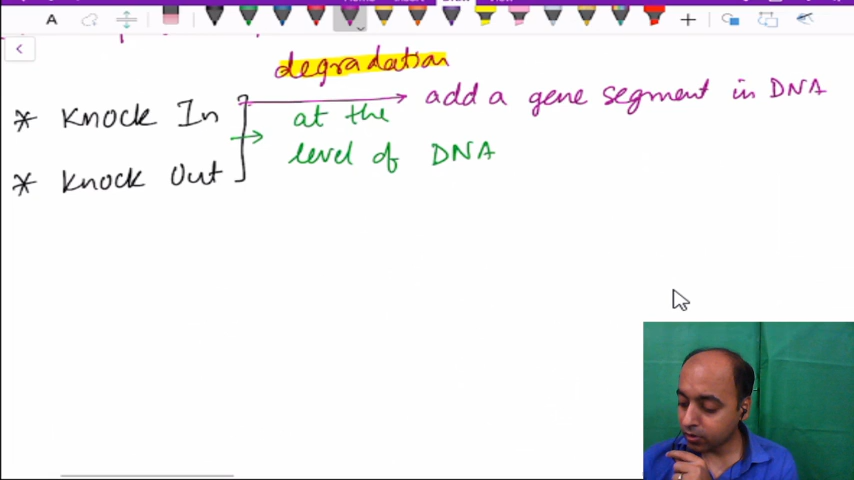 degradation
* Knock In
add a gene segment in DNA
at the
level of DNA
* Knock Out